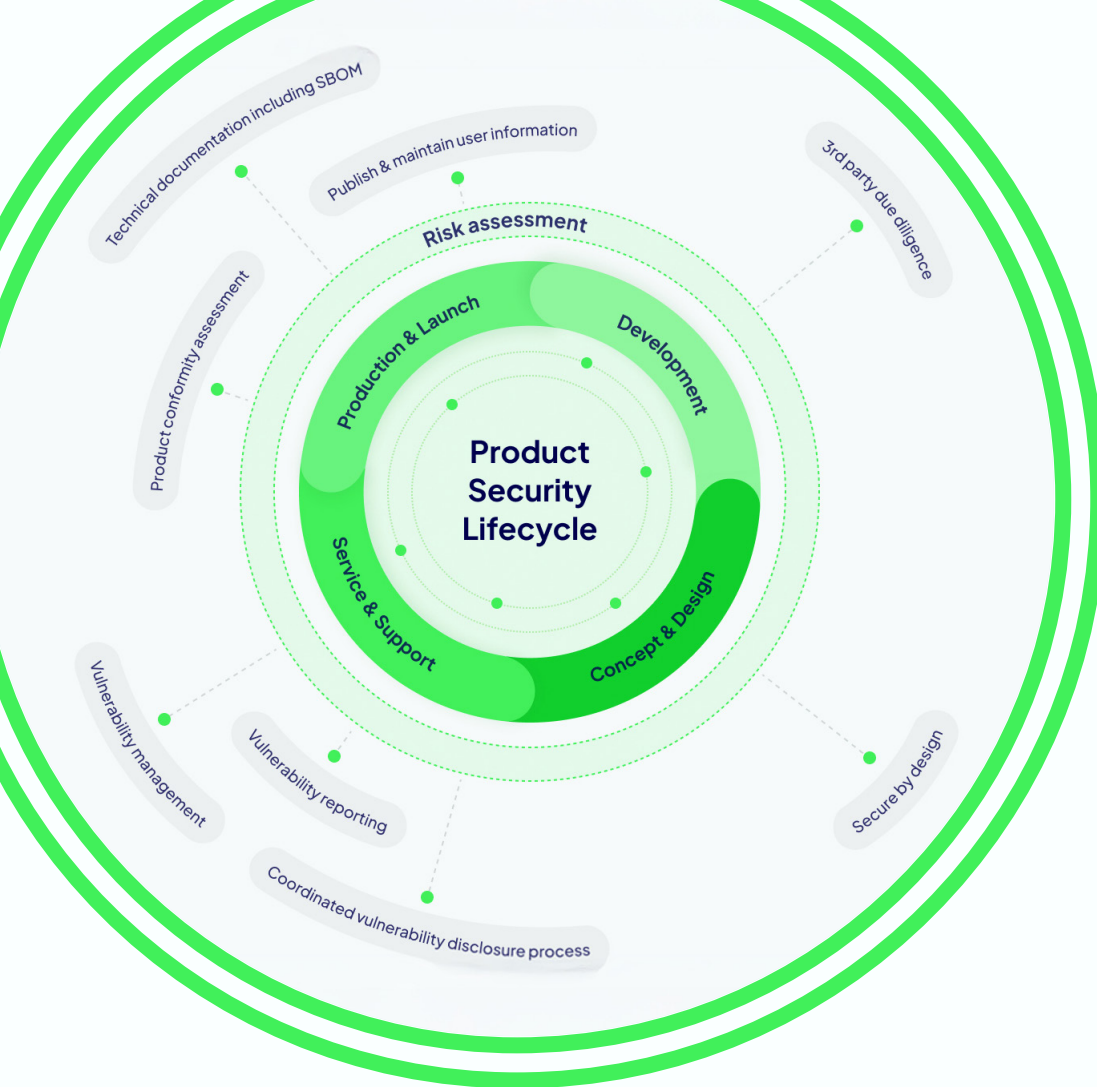 Technical documentation including SBOM
Publish & maintain user information
3rd party due diligence
Risk assessment
Product conformity assessment
Production & Launch
Development
Product
Security
Lifecycle
Service & Support
Concept & Design
Vulnerability management
Vulnerability reporting
Secure by design
Coordinated vulnerability disclosure process